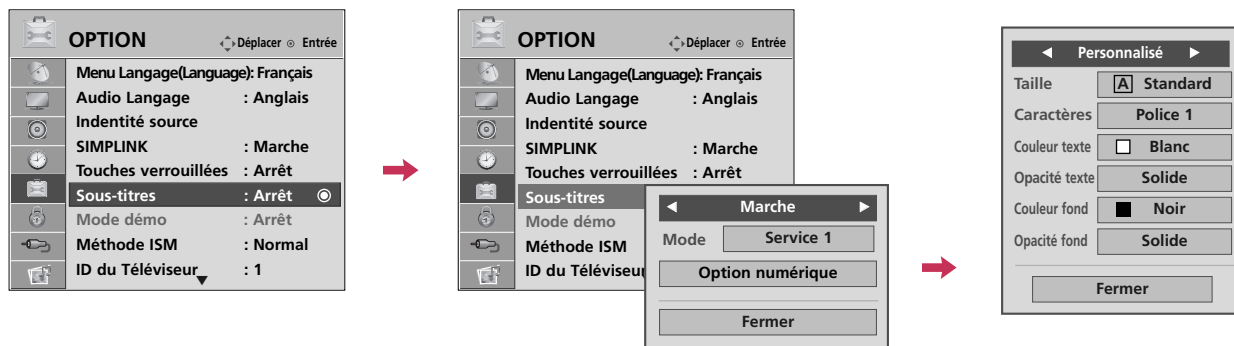 OPTION
Déplacer Entrée
Menu Langage(Language): Français
Audio Langage : Anglais
Indentité source
SIMPLINK : Marche
Touches verrouillées : Arrêt
Sous-titres : Arrêt
Mode démo : Arrêt
Méthode ISM : Normal
ID du Téléviseur : 1
OPTION
Déplacer Entrée
Menu Langage(Language): Français
Audio Langage : Anglais
Indentité source
SIMPLINK : Marche
Touches verrouillées : Arrêt
Sous-titres
Mode démo
Méthode ISM
ID du Téléviseur
Marche
Mode Service 1
Option numérique
Fermer
Personnalisé
Taille A Standard
Caractères Police 1
Couleur texte Blanc
Opacité texte Solide
Couleur fond Noir
Opacité fond Solide
Fermer